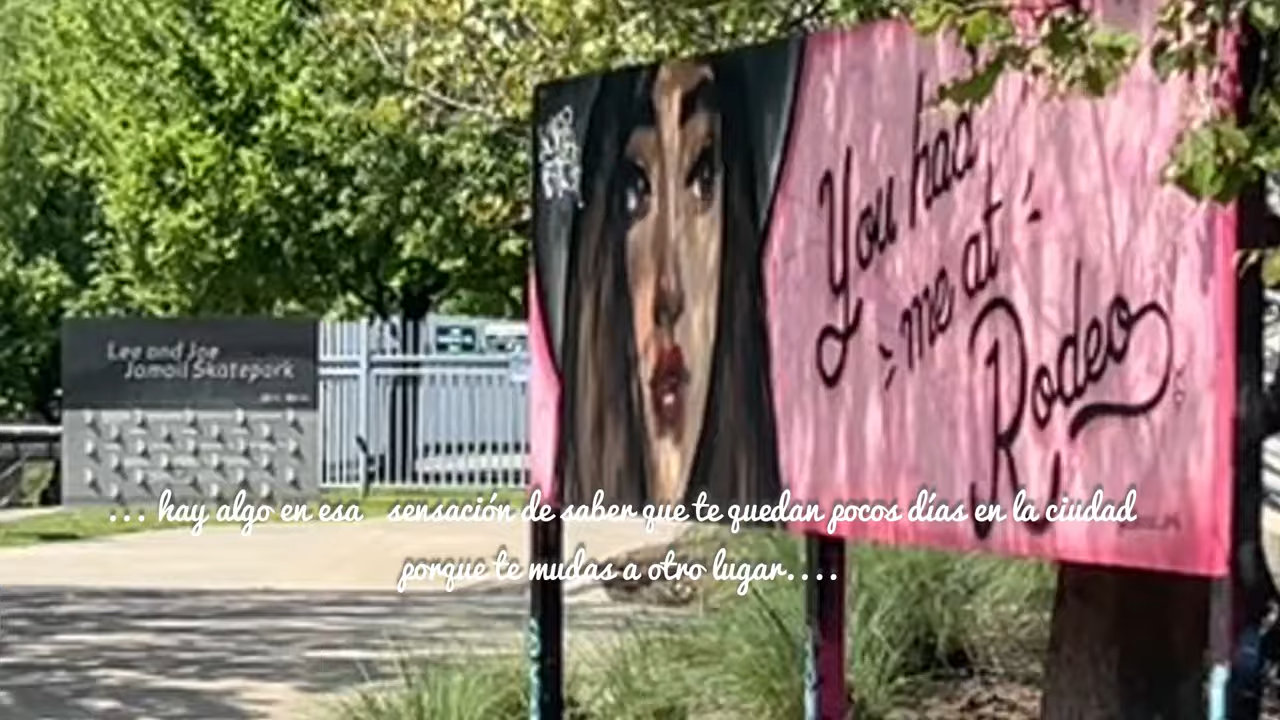 You had
me at
Rodeo
Lee and Joe
Jamail Skatepark
... hay algo en esa sensación de saber que te quedan pocos días en la ciudad
porque te mudas a otro lugar....